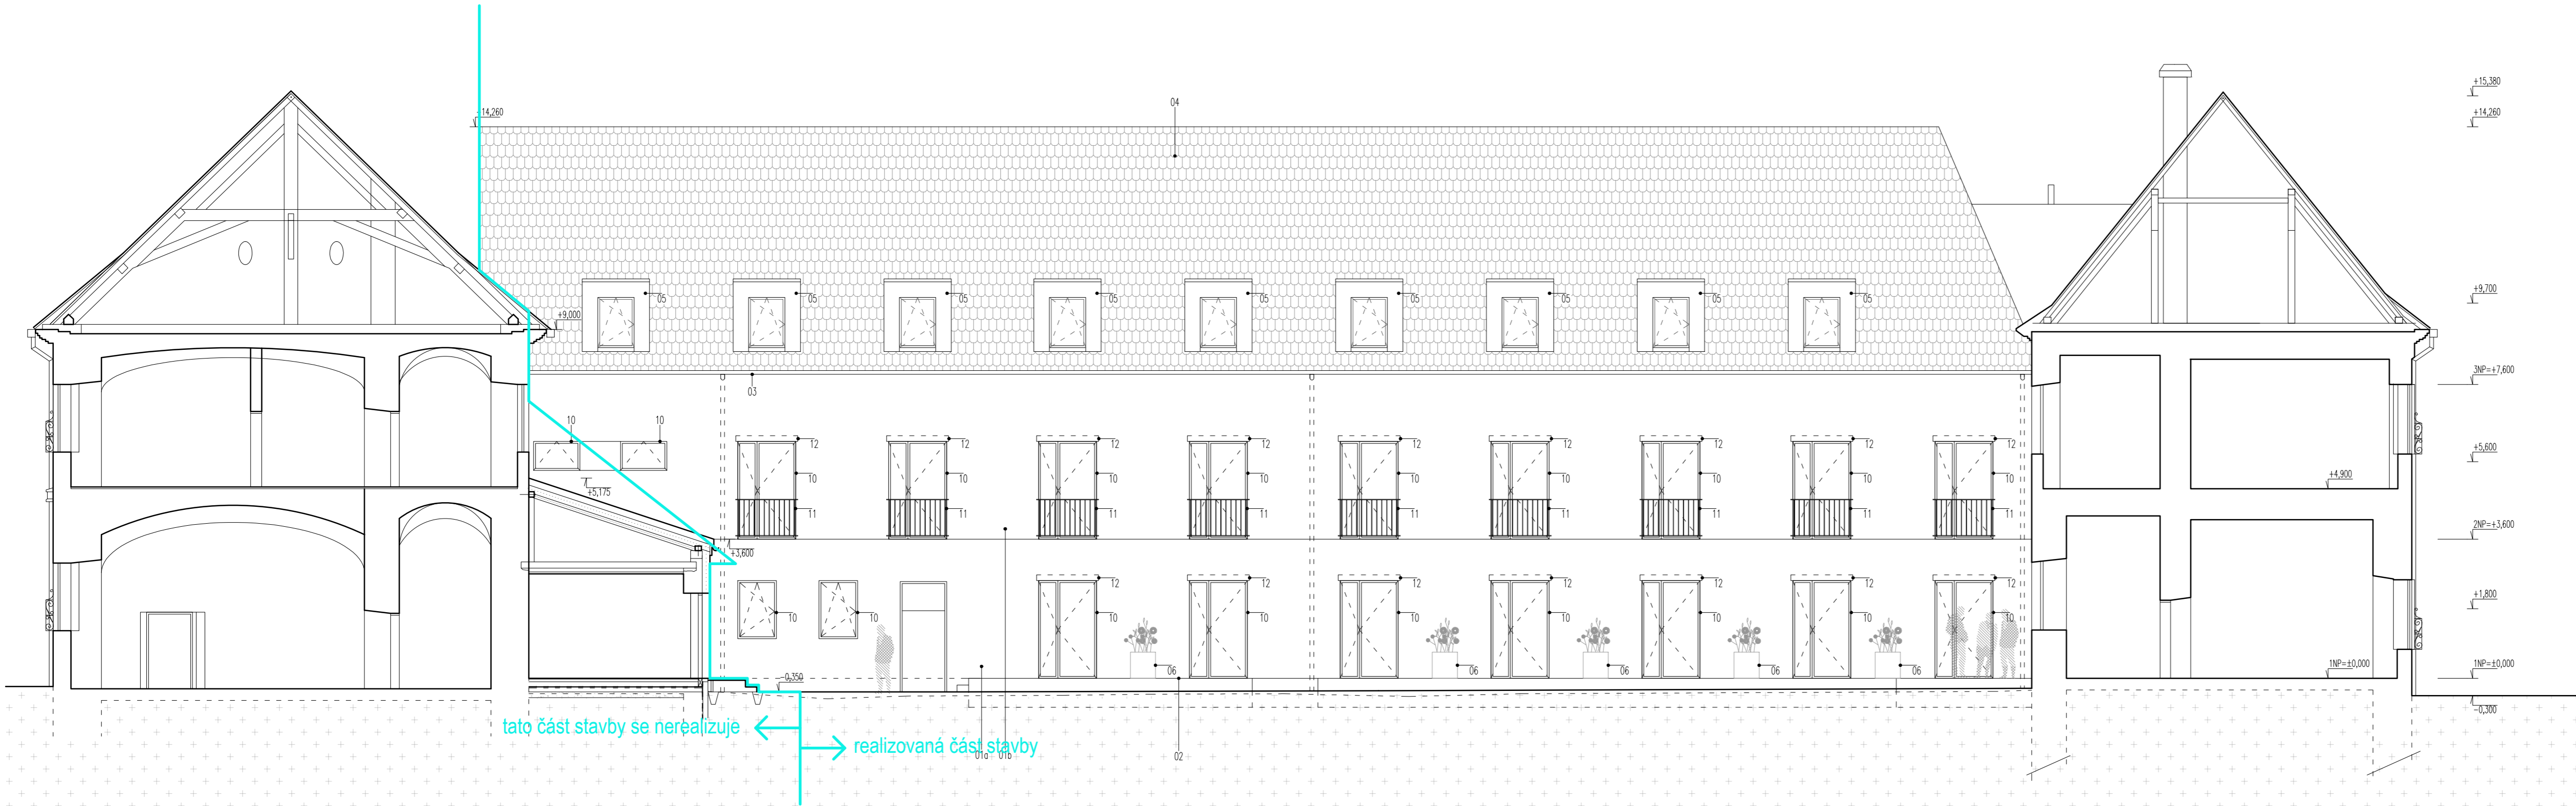 +15,380
+14,260
04
+14,260
05 05 05 05 05 05 05 05 05
+9,700
+9,000
3NP=+7,600
03
10 10
12 12 12 12 12 12 12 12 12
+5,600
10 10 10 10 10 10 10 10 10
+4,900
+5,175
11 11 11 11 11 11 11 11 11
2NP=+3,600
+3,600
12 12 12 12 12 12 12
+1,800
10 10 10 10 10 10 10 10 10
06 06 06 06 06
1NP=±0,000
1NP=±0,000
-0,350
-0,300
tato část stavby se nerealizuje
realizovaná část stavby
01a 01b
02